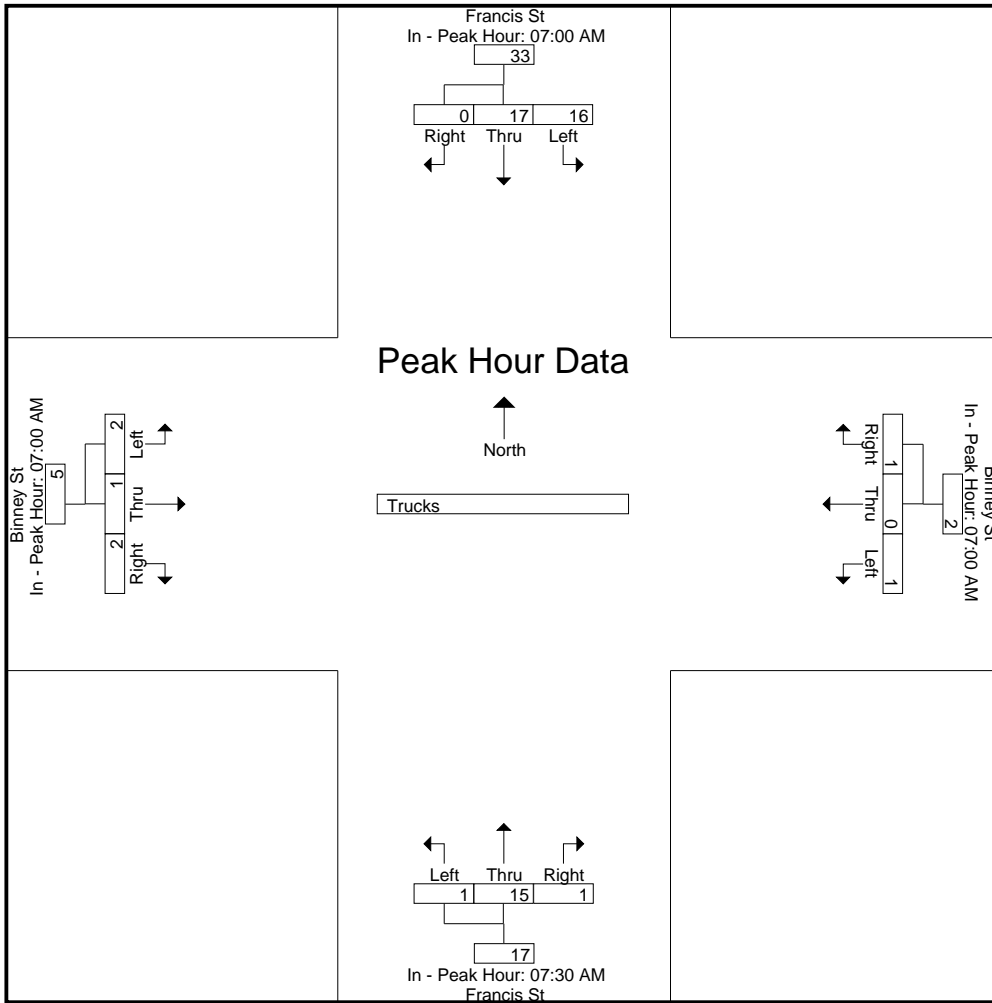 Francis St
In - Peak Hour: 07:00 AM
33
0 17 16
Right Thru Left
Peak Hour Data
North
Trucks
Binney St
In - Peak Hour: 07:00 AM
5
2 1 2
Left Thru Right
Binney St
In - Peak Hour: 07:00 AM
2
1 0 1
Right Thru Left
Left Thru Right
1 15 1
17
In - Peak Hour: 07:30 AM
Francis St